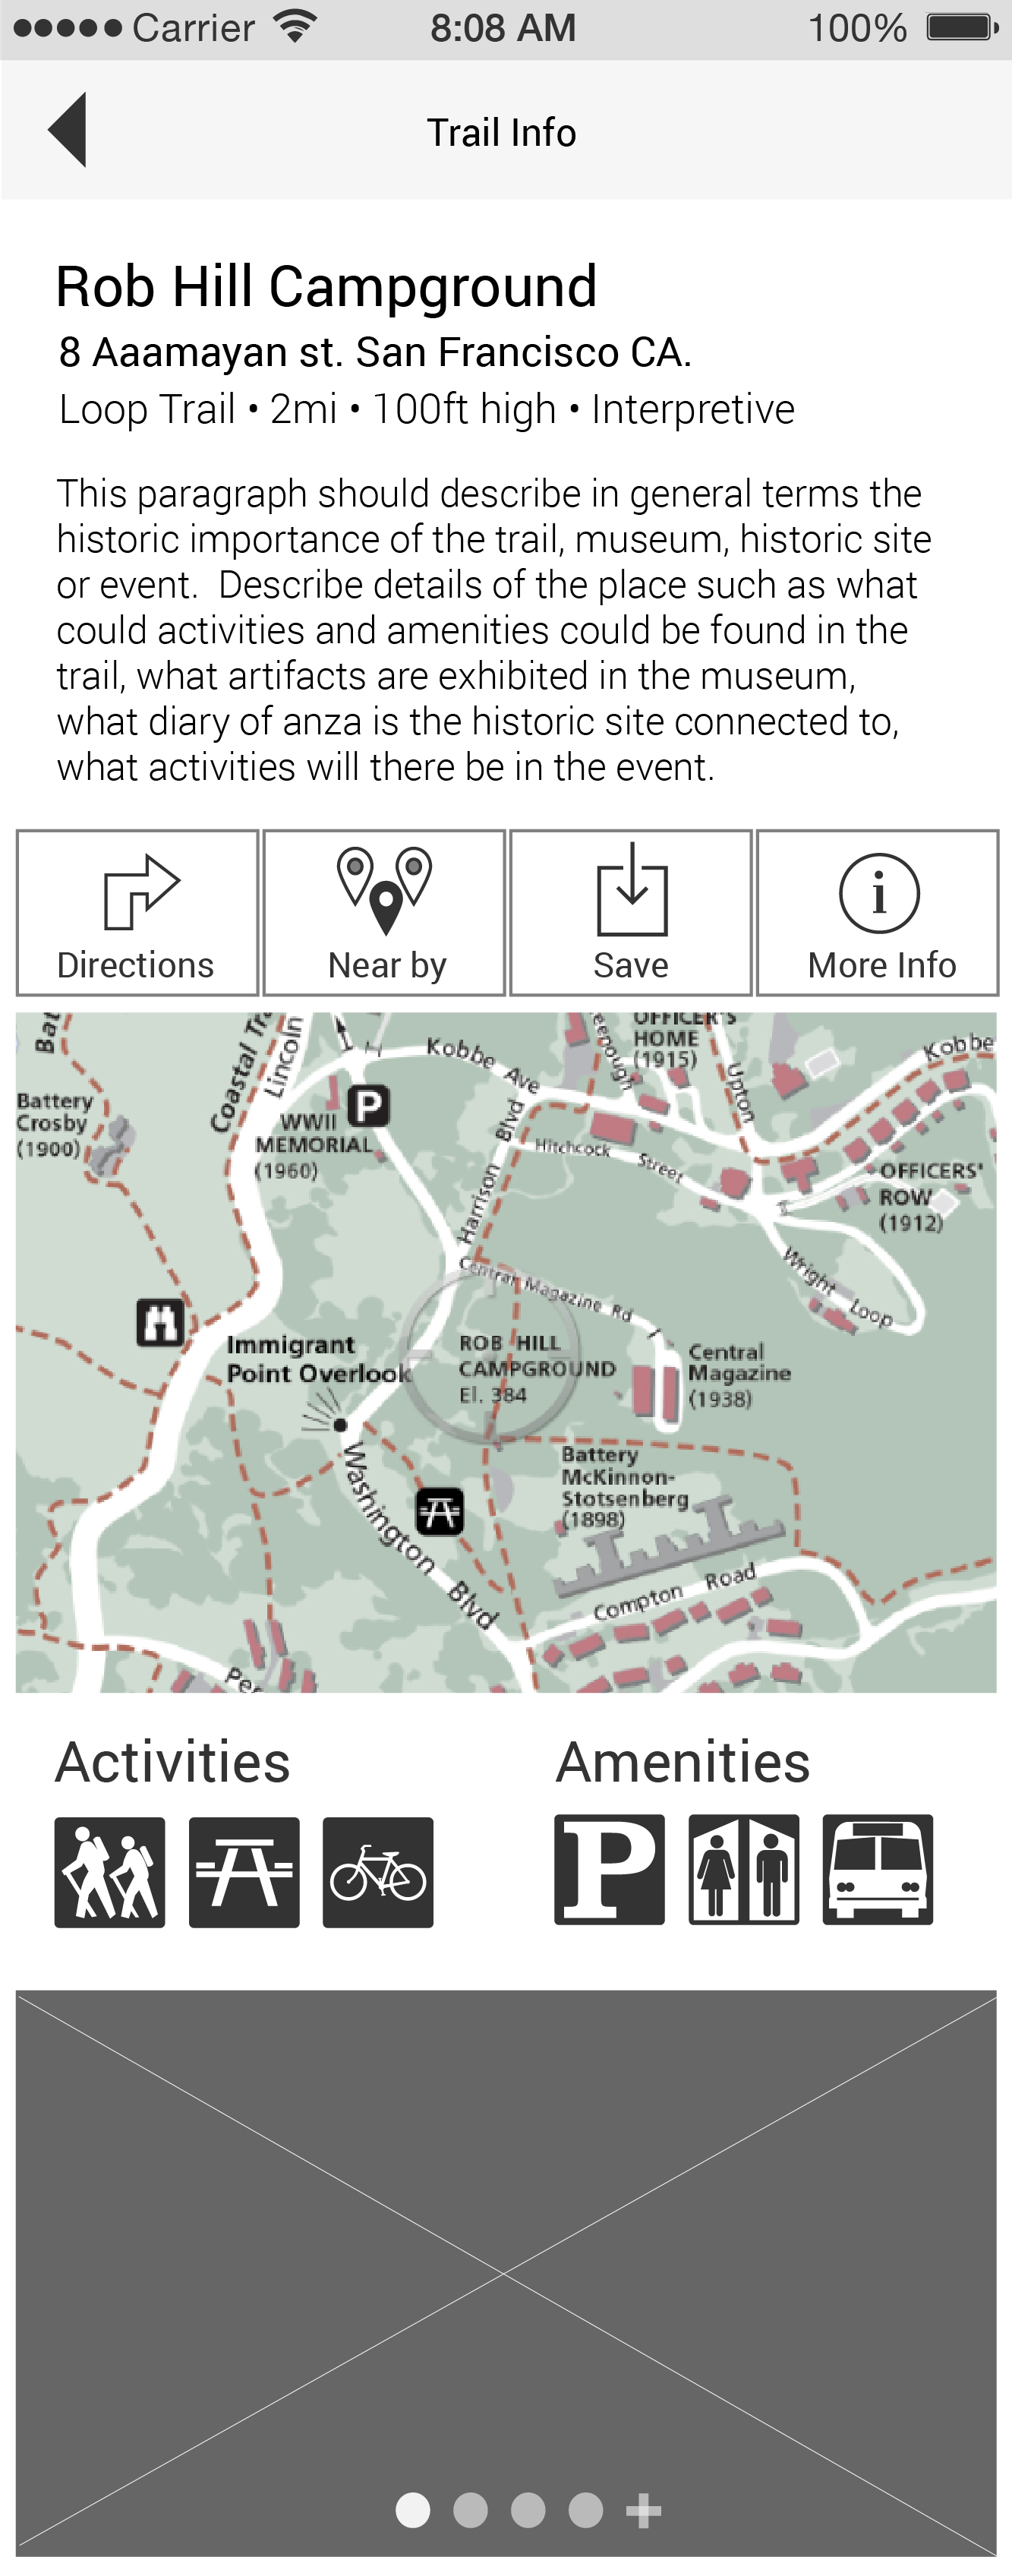 Carrier 8:08 AM 100%
Trail Info
Rob Hill Campground
8 Aaamayan st. San Francisco CA.
Loop Trail • 2mi • 100ft high • Interpretive
This paragraph should describe in general terms the
historic importance of the trail, museum, historic site
or event.  Describe details of the place such as what
could activities and amenities could be found in the
trail, what artifacts are exhibited in the museum,
what diary of anza is the historic site connected to,
what activities will there be in the event.
Directions
Near by
i
Save
More Info
Bat
Coastal Tr
Lincoln
Kobbe Ave
OFFICER'S
HOME
(1915)
Upton
Kobbe
Battery
Crosby
(1900)
P
WWII
MEMORIAL
(1960)
Harrison Blvd
Hitchcock Street
OFFICERS'
ROW
(1912)
Wright Loop
Central Magazine Rd
Immigrant
Point Overlook
ROB HILL
CAMPGROUND
El. 384
Central
Magazine
(1938)
Washington Blvd
Battery
McKinnon-
Stotsenberg
(1898)
Compton Road
Activities
Amenities
P